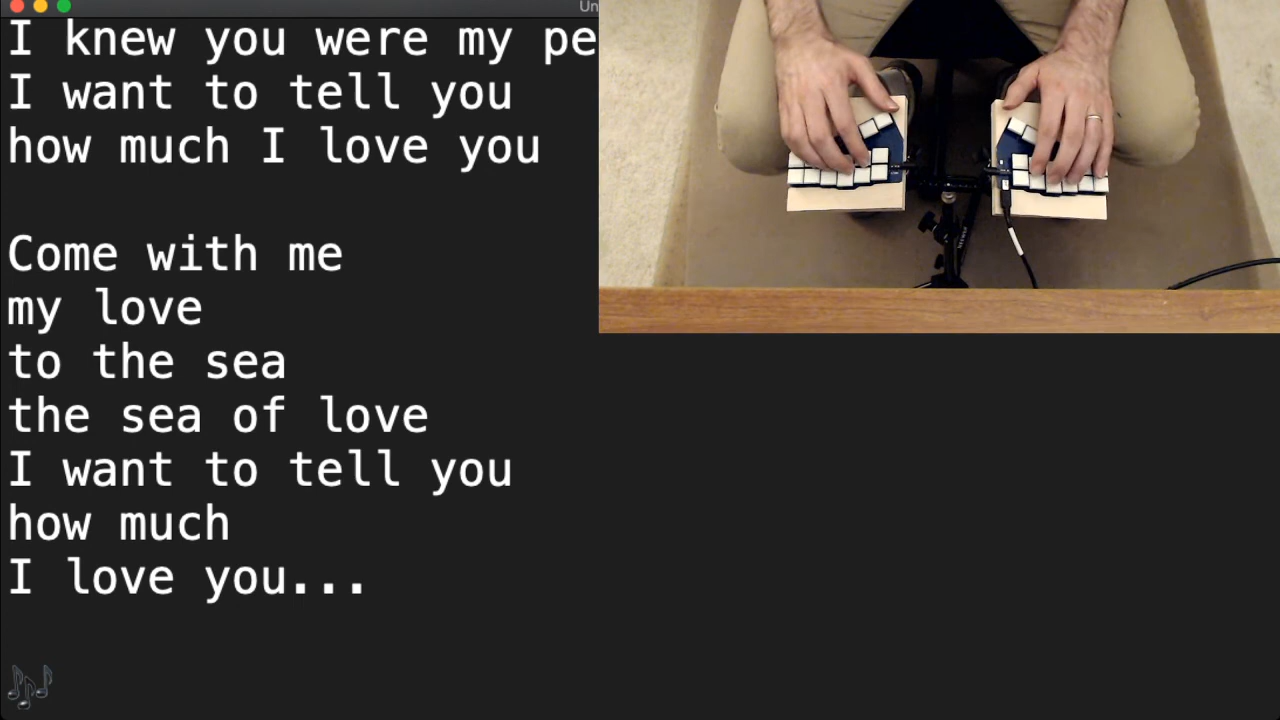 Un
I knew you were my pe
I want to tell you
how much I love you
Come with me
my love
to the sea
the sea of love
I want to tell you
how much
I love you...